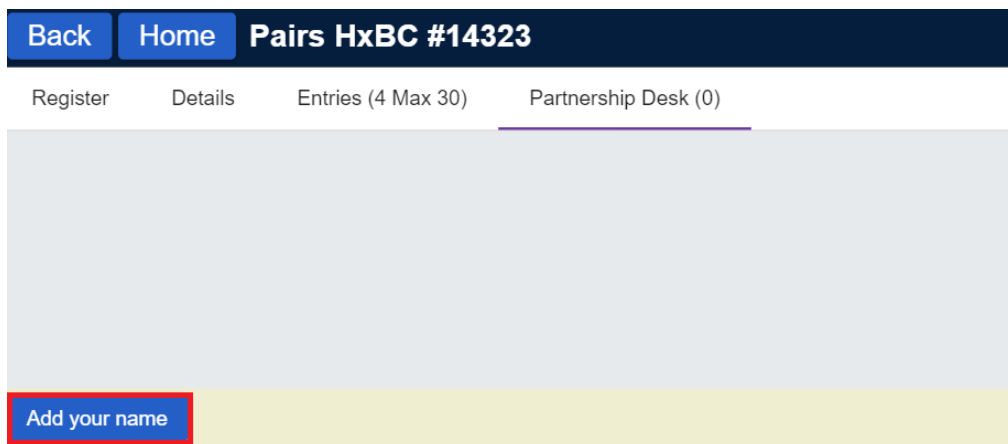 Back Home Pairs HxBC #14323
Register Details Entries (4 Max 30) Partnership Desk (0)
Add your name